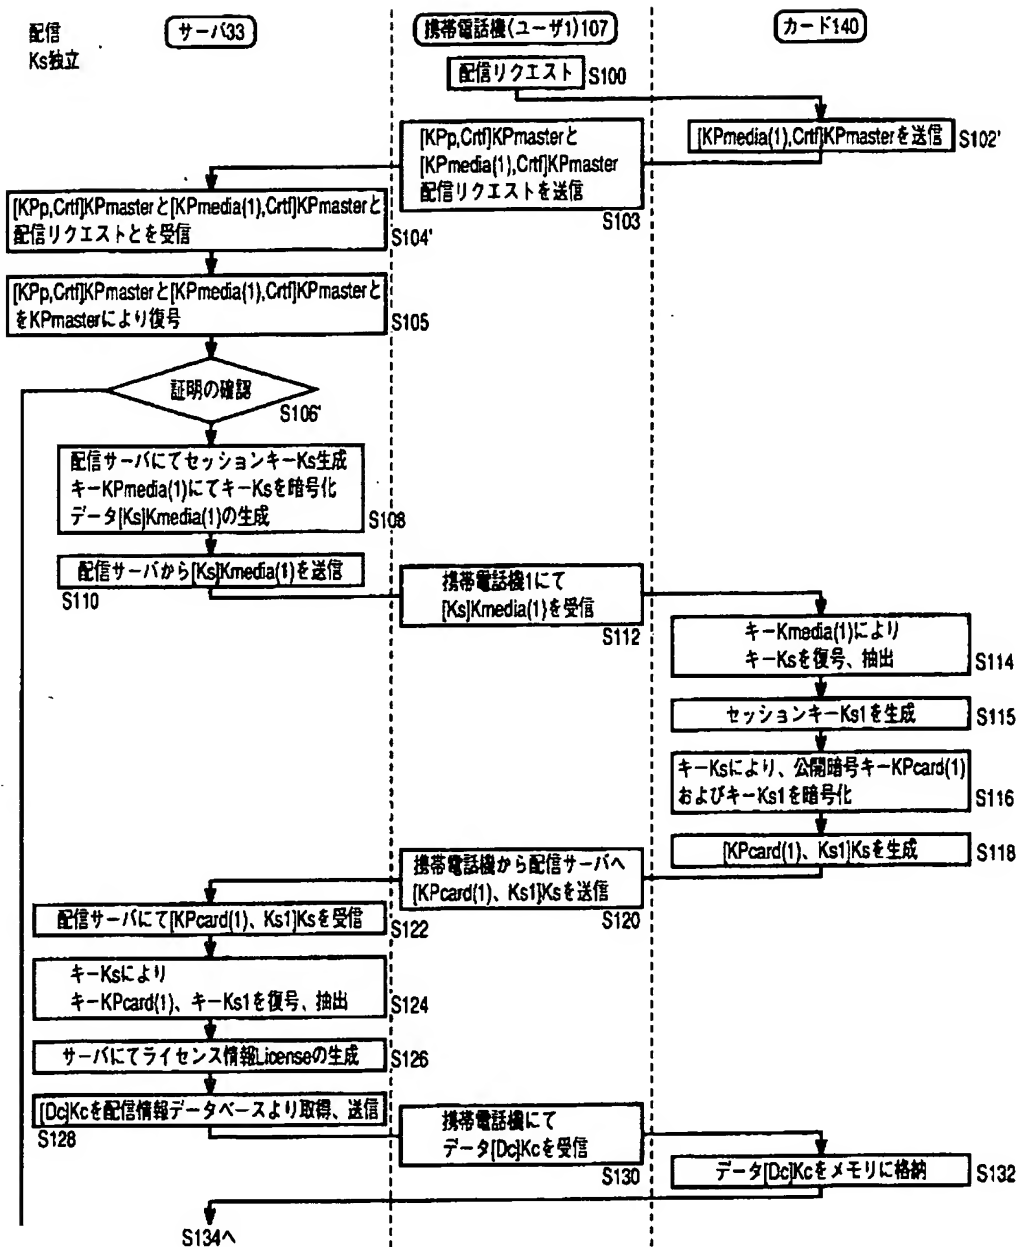 配信
Ks独立
サーバ33
携帯電話機(ユーザ1)107
カード140
配信リクエスト
S100
[KPmedia(1),Crtf]KPmasterを送信
S102'
[KPp,Crtf]KPmasterと
[KPmedia(1),Crtf]KPmaster
配信リクエストを送信
S103
[KPp,Crtf]KPmasterと[KPmedia(1),Crtf]KPmasterと
配信リクエストとを受信
S104'
[KPp,Crtf]KPmasterと[KPmedia(1),Crtf]KPmasterと
をKPmasterにより復号
S105
証明の確認
S106'
配信サーバにてセッションキーKs生成
キーKPmedia(1)にてキーKsを暗号化
データ[Ks]Kmedia(1)の生成
S108
配信サーバから[Ks]Kmedia(1)を送信
S110
携帯電話機1にて
[Ks]Kmedia(1)を受信
S112
キーKmedia(1)により
キーKsを復号、抽出
S114
セッションキーKs1を生成
S115
キーKsにより、公開暗号キーKPcard(1)
およびキーKs1を暗号化
S116
[KPcard(1)、Ks1]Ksを生成
S118
携帯電話機から配信サーバへ
[KPcard(1)、Ks1]Ksを送信
S120
配信サーバにて[KPcard(1)、Ks1]Ksを受信
S122
キーKsにより
キーKPcard(1)、キーKs1を復号、抽出
S124
サーバにてライセンス情報Licenseの生成
S126
[Dc]Kcを配信情報データベースより取得、送信
S128
携帯電話機にて
データ[Dc]Kcを受信
S130
データ[Dc]Kcをメモリに格納
S132
S134へ